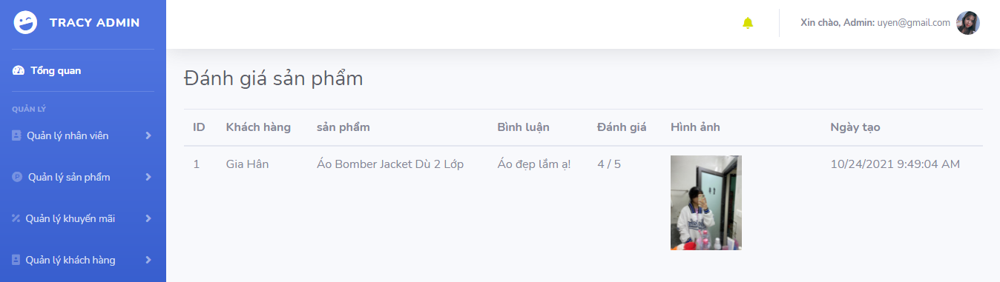 TRACY ADMIN
Xin chào, Admin: uyen@gmail.com
Tổng quan
QUẢN LÝ
Quản lý nhân viên
Quản lý sản phẩm
Quản lý khuyến mãi
Quản lý khách hàng
Đánh giá sản phẩm
ID Khách hàng sản phẩm Bình luận Đánh giá Hình ảnh Ngày tạo
1 Gia Hân Áo Bomber Jacket Dù 2 Lớp Áo đẹp lắm ạ! 4 / 5 10/24/2021 9:49:04 AM